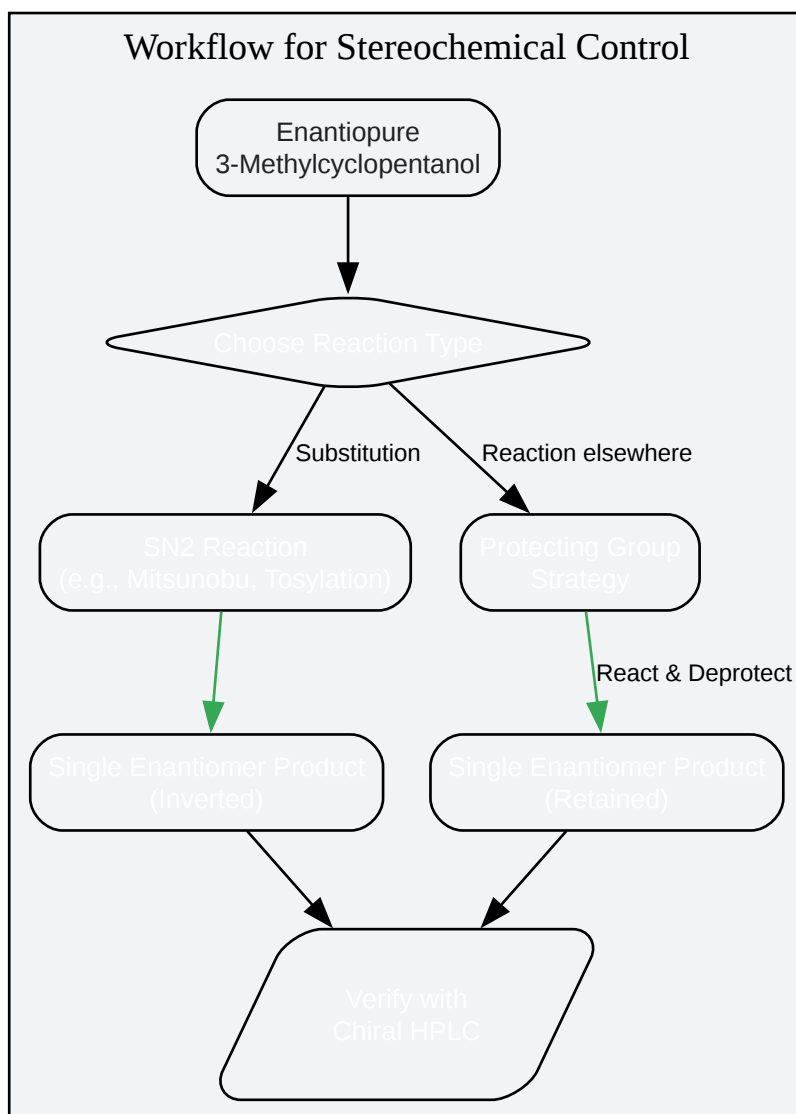 Workflow for Stereochemical Control
Enantiopure
3-Methylcyclopentanol
Choose Reaction Type
Substitution
Reaction elsewhere
SN2 Reaction
(e.g., Mitsunobu, Tosylation)
Protecting Group
Strategy
React & Deprotect
Single Enantiomer Product
(Inverted)
Single Enantiomer Product
(Retained)
Verify with
Chiral HPLC